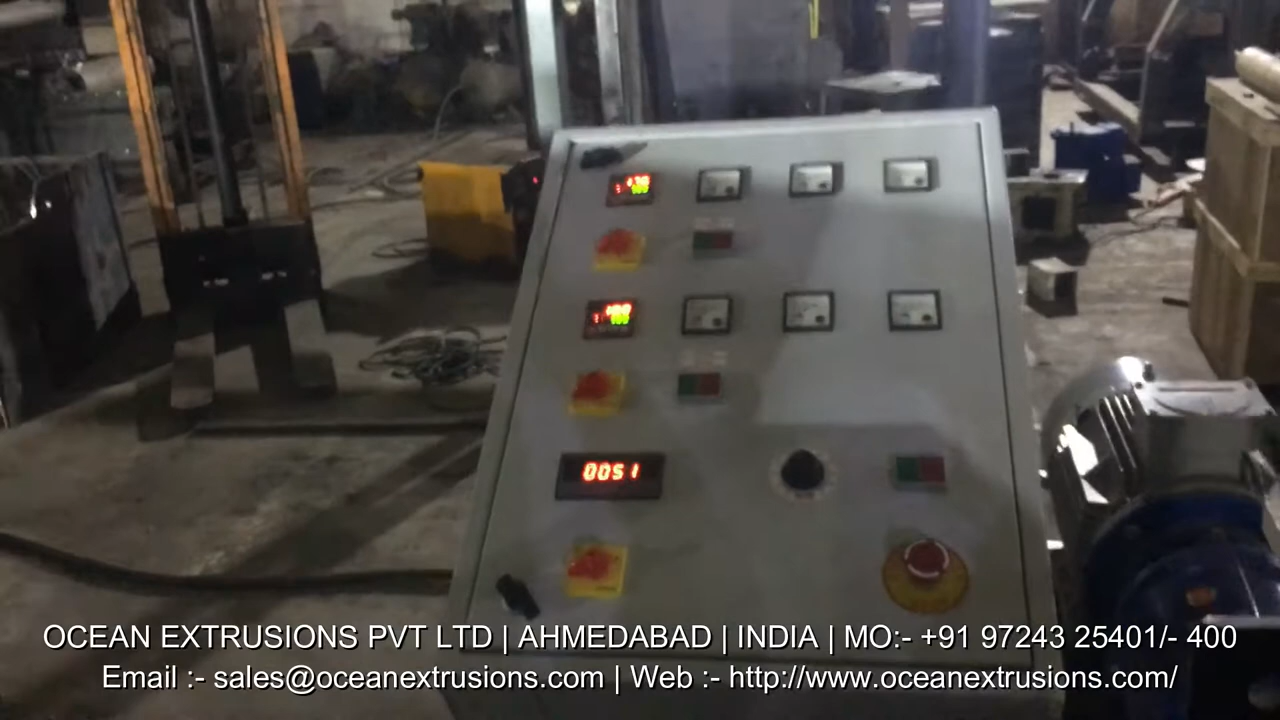 0051
OCEAN EXTRUSIONS PVT LTD | AHMEDABAD | INDIA | MO:- +91 97243 25401/- 400
Email :- sales@oceanextrusions.com | Web :- http://www.oceanextrusions.com/